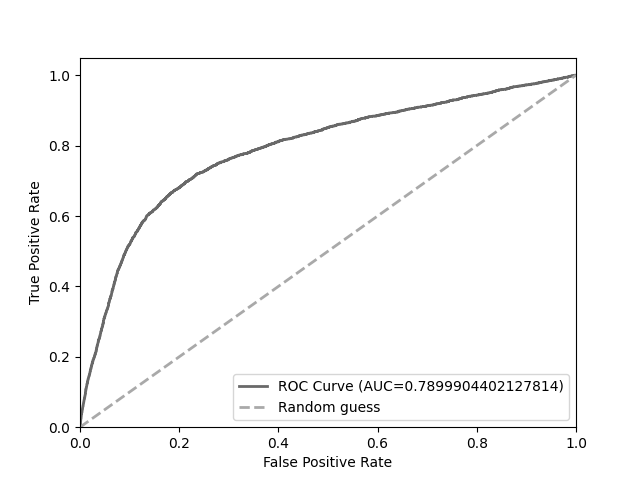 1.0
0.8
0.6
0.4
0.2
0.0
True Positive Rate
ROC Curve (AUC=0.7899904402127814)
Random guess
0.0 0.2 0.4 0.6 0.8 1.0
False Positive Rate